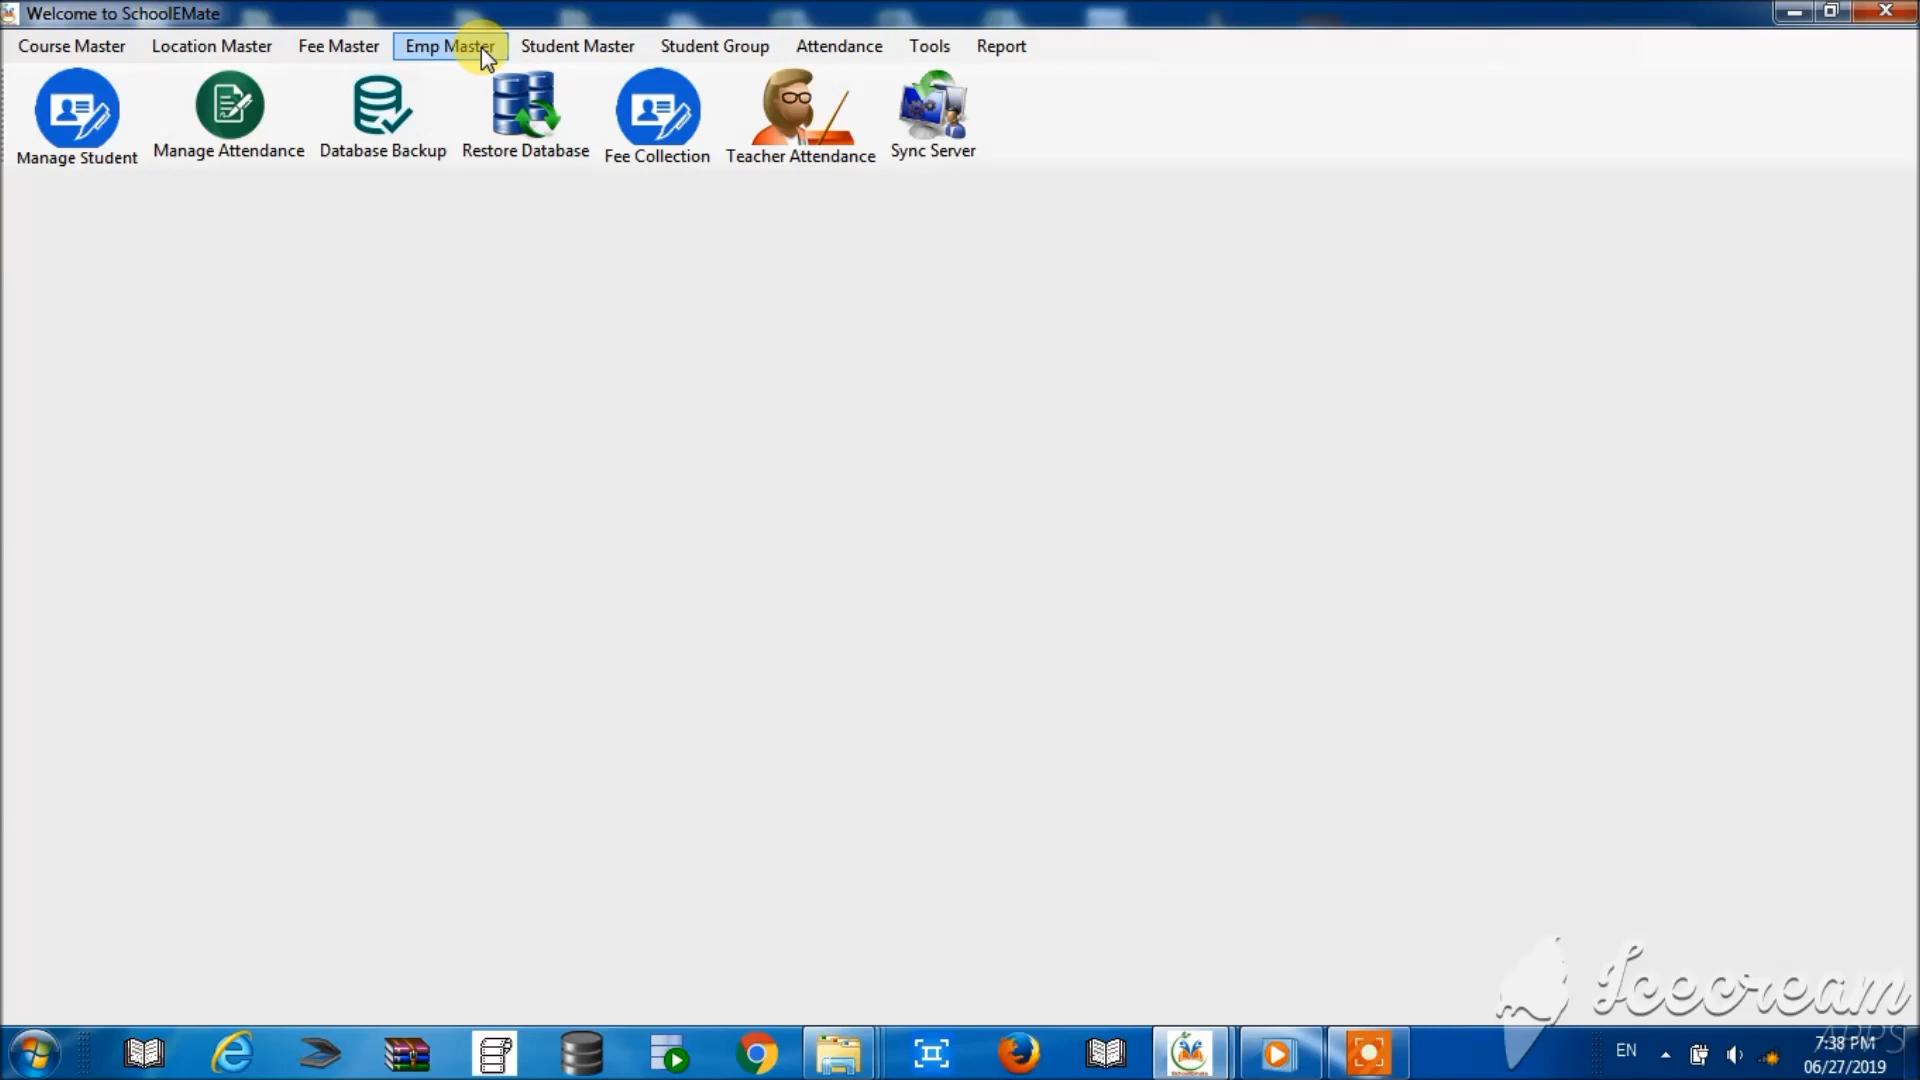 Welcome to SchoolEMate
Course Master Location Master Fee Master Emp Master Student Master Student Group Attendance Tools Report
Manage Student Manage Attendance Database Backup Restore Database Fee Collection Teacher Attendance Sync Server
Icecream
APPS
EN 7:38 PM
06/27/2019